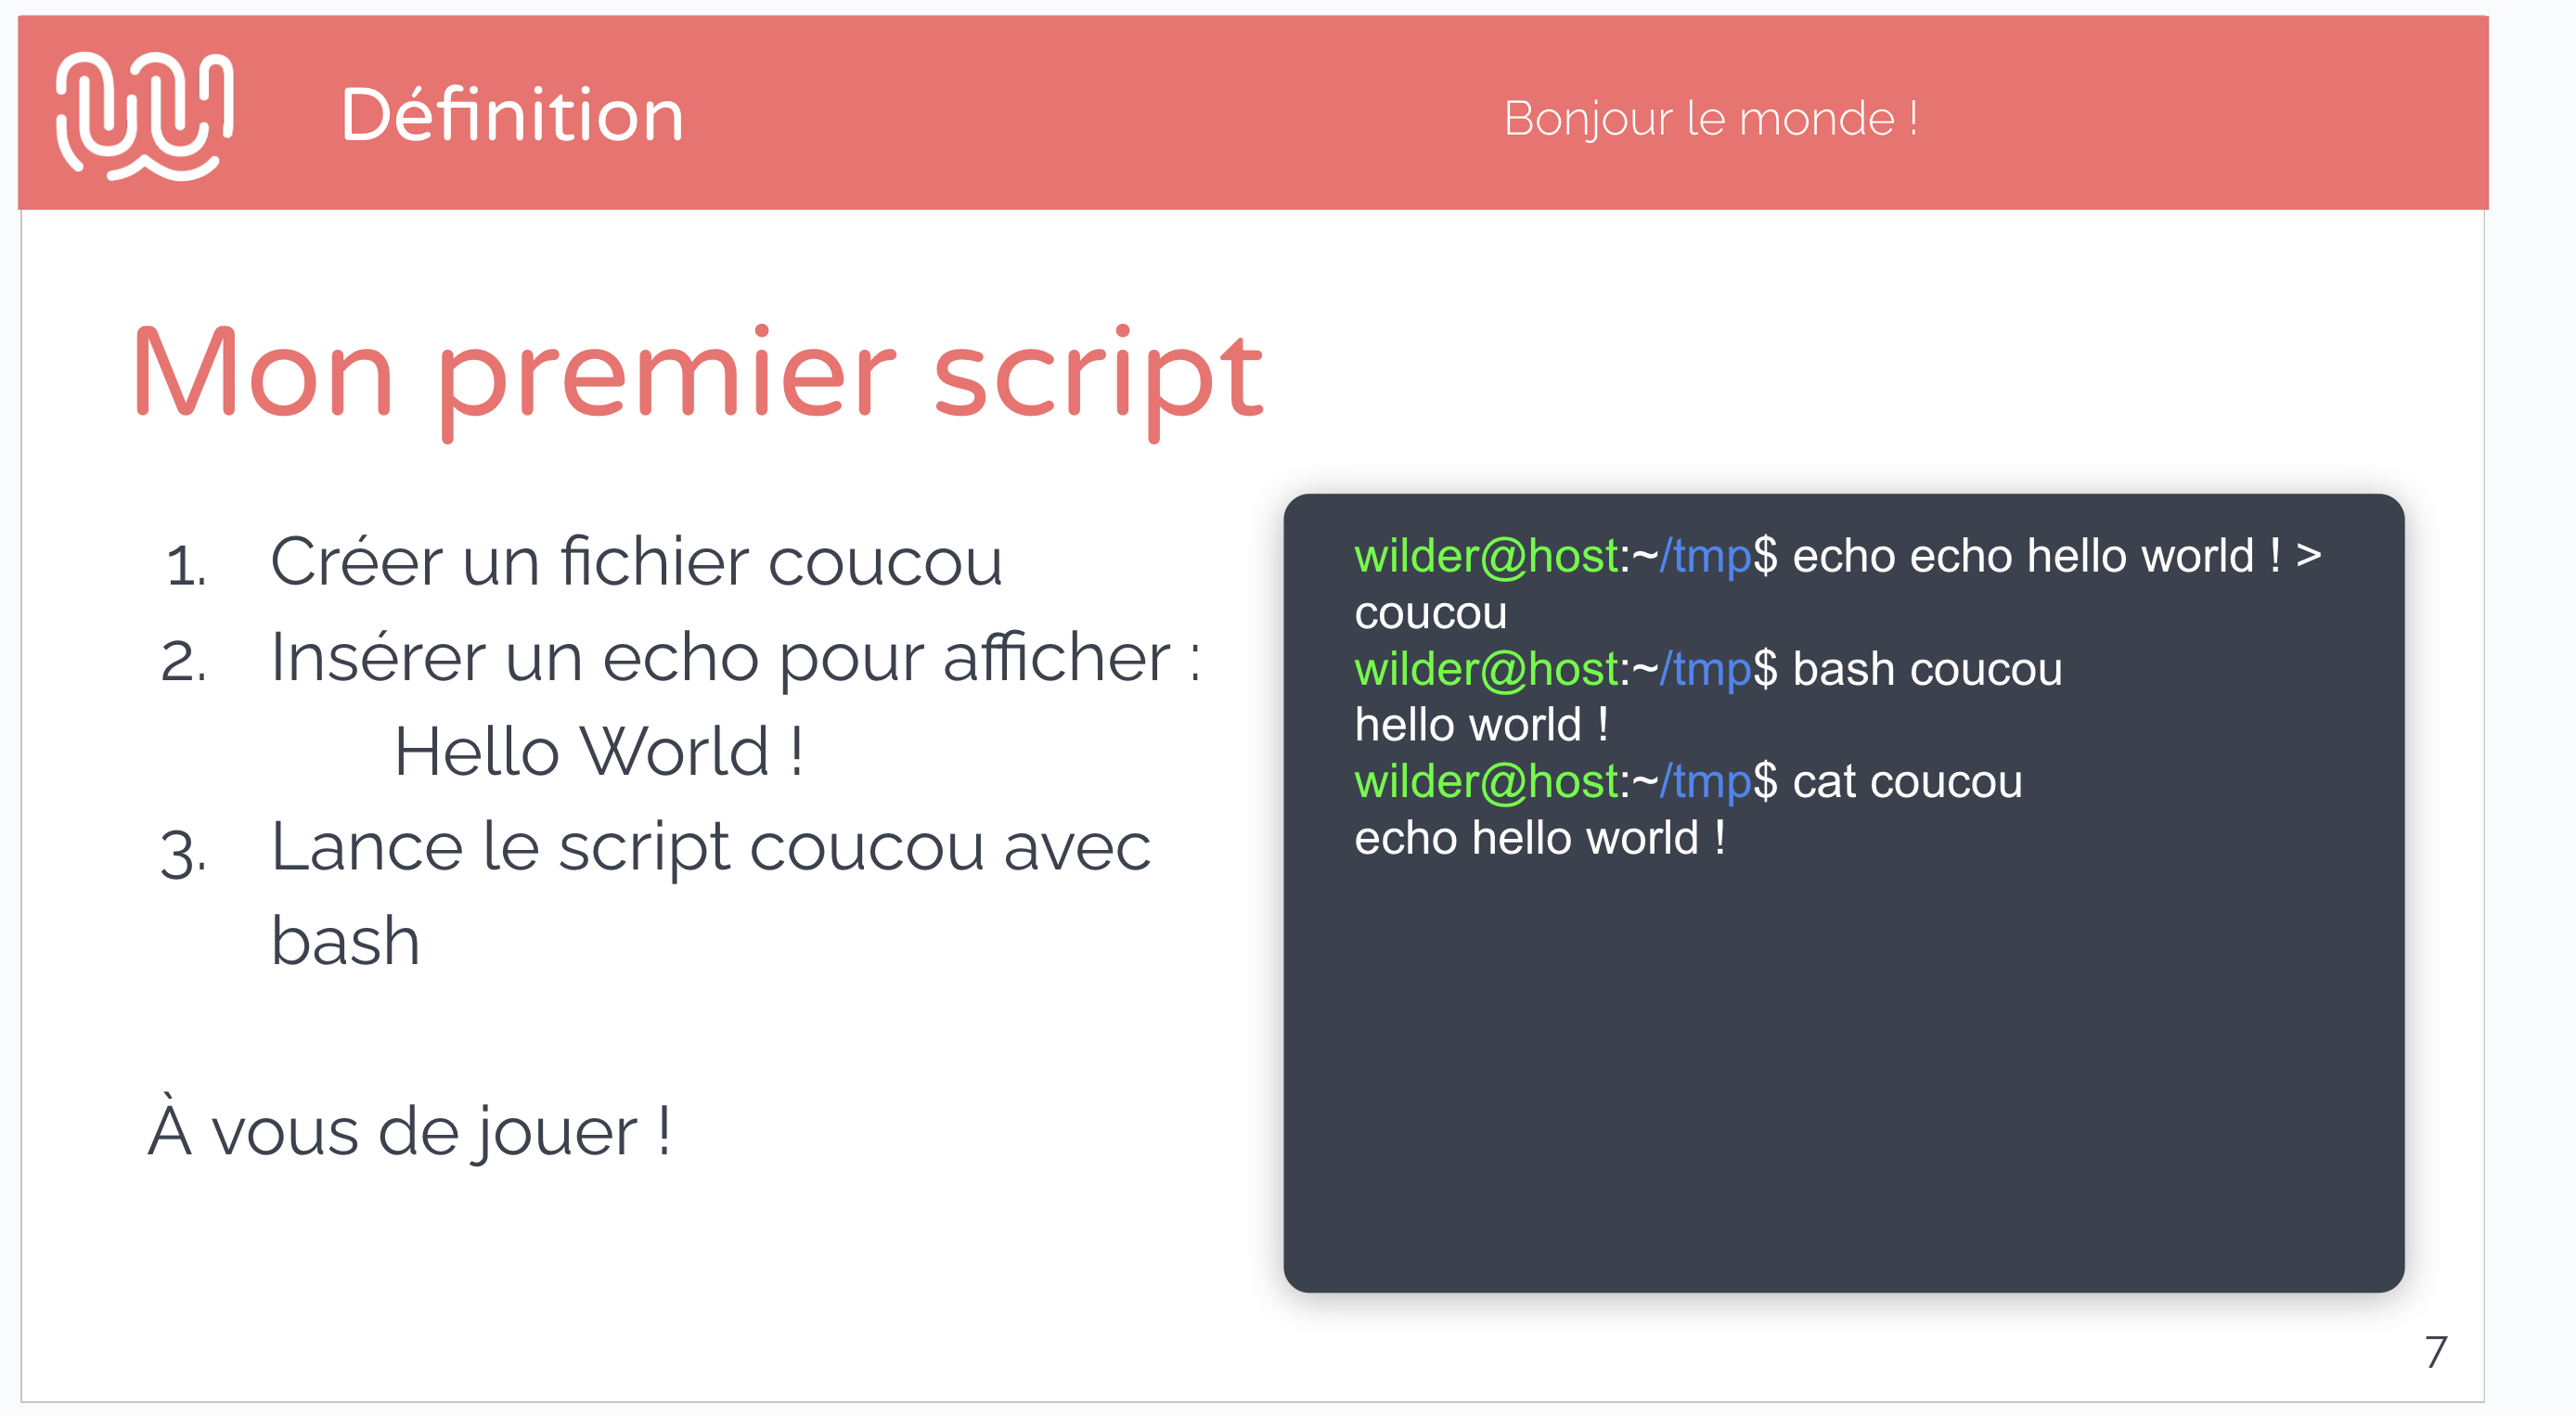 Définition
Bonjour le monde !
Mon premier script
1. Créer un fichier coucou
2. Insérer un echo pour afficher :
Hello World !
3. Lance le script coucou avec
bash
À vous de jouer !
wilder@host:~/tmp$ echo echo hello world ! >
coucou
wilder@host:~/tmp$ bash coucou
hello world !
wilder@host:~/tmp$ cat coucou
echo hello world !
7